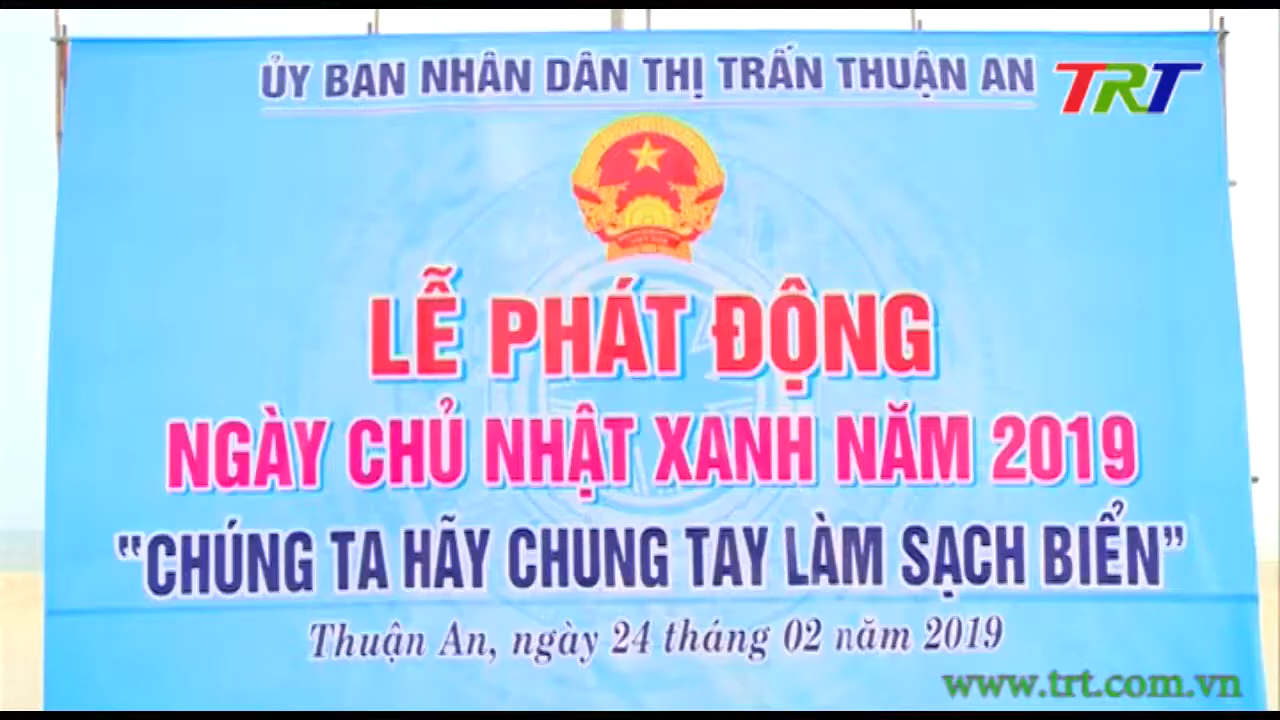 ỦY BAN NHÂN DÂN THỊ TRẤN THUẬN AN
TRT
LỄ PHÁT ĐỘNG
NGÀY CHỦ NHẬT XANH NĂM 2019
"CHÚNG TA HÃY CHUNG TAY LÀM SẠCH BIỂN"
Thuận An, ngày 24 tháng 02 năm 2019
www.trt.com.vn